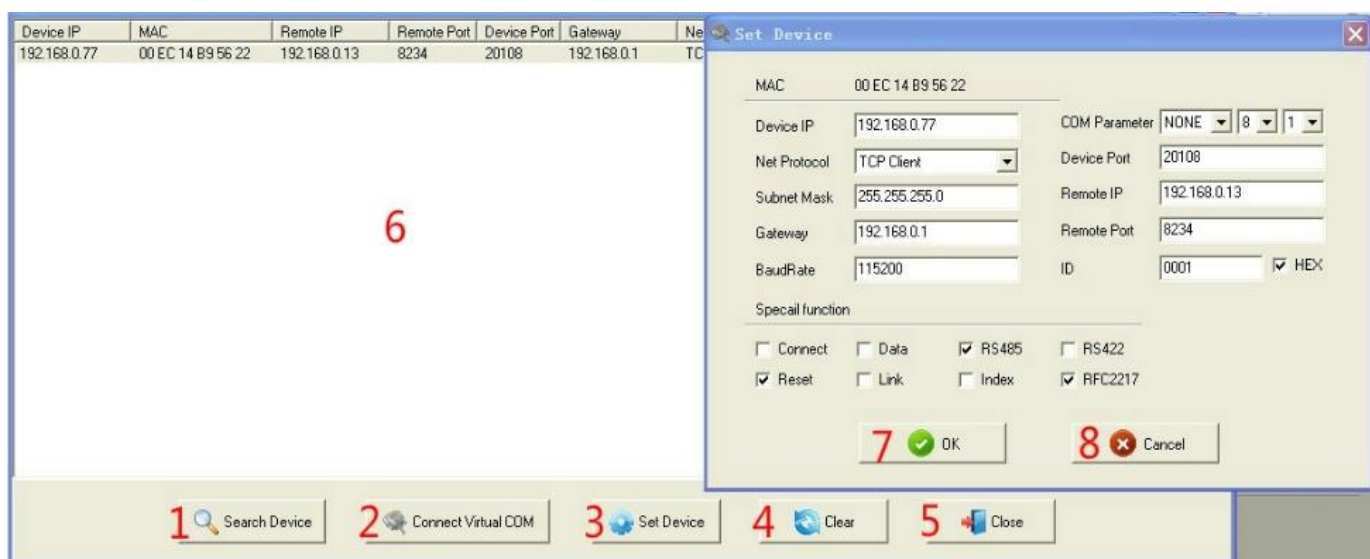 Device IP MAC Remote IP Remote Port Device Port Gateway Ne
192.168.0.77 00 EC 14 B9 56 22 192.168.0.13 8234 20108 192.168.0.1 TC
6
1 Search Device 2 Connect Virtual COM 3 Set Device 4 Clear 5 Close
Set Device
MAC 00 EC 14 B9 56 22
Device IP 192.168.0.77 COM Parameter NONE 8 1
Net Protocol TCP Client Device Port 20108
Subnet Mask 255.255.255.0 Remote IP 192.168.0.13
Gateway 192.168.0.1 Remote Port 8234
BaudRate 115200 ID 0001 HEX
Specail function
Connect Data RS485 RS422
Reset Link Index RFC2217
7 OK 8 Cancel